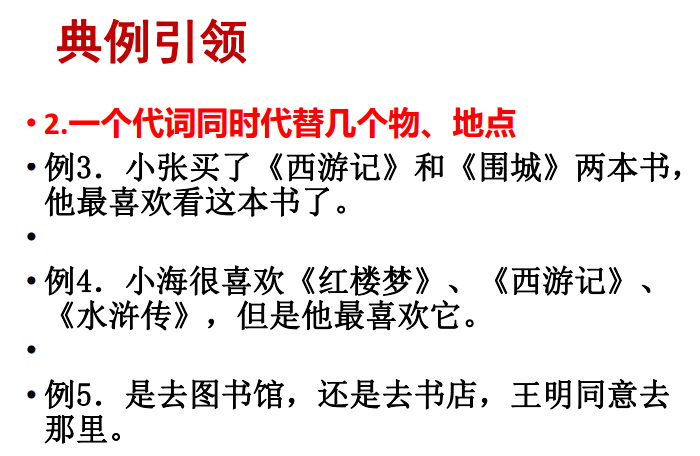 典例引领
• 2.一个代词同时代替几个物、地点
• 例3．小张买了《西游记》和《围城》两本书，
他最喜欢看这本书了。
•
• 例4．小海很喜欢《红楼梦》、《西游记》、
《水浒传》，但是他最喜欢它。
•
• 例5．是去图书馆，还是去书店，王明同意去
那里。